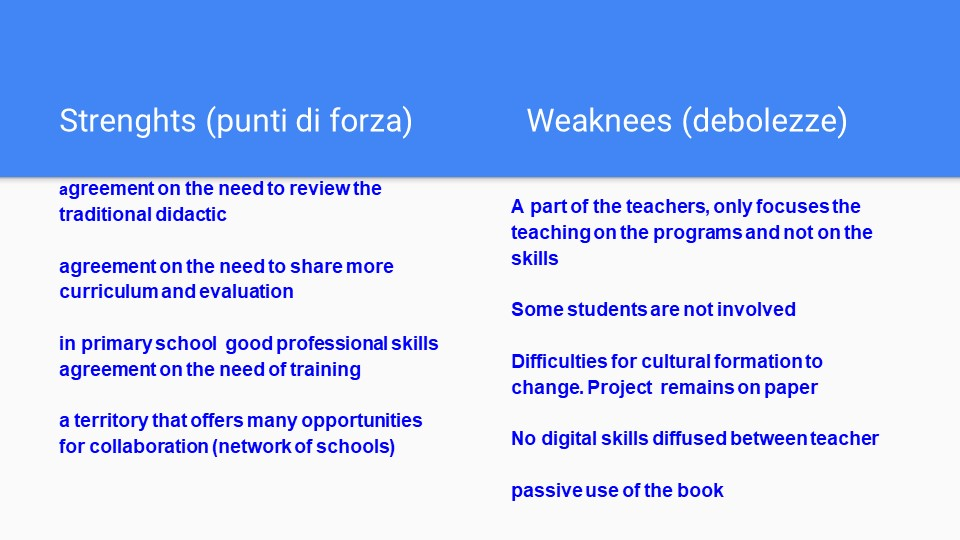 Strenghts (punti di forza)
Weaknees (debolezze)
agreement on the need to review the
traditional didactic
agreement on the need to share more
curriculum and evaluation
in primary school good professional skills
agreement on the need of training
a territory that offers many opportunities
for collaboration (network of schools)
A part of the teachers, only focuses the
teaching on the programs and not on the
skills
Some students are not involved
Difficulties for cultural formation to
change. Project remains on paper
No digital skills diffused between teacher
passive use of the book